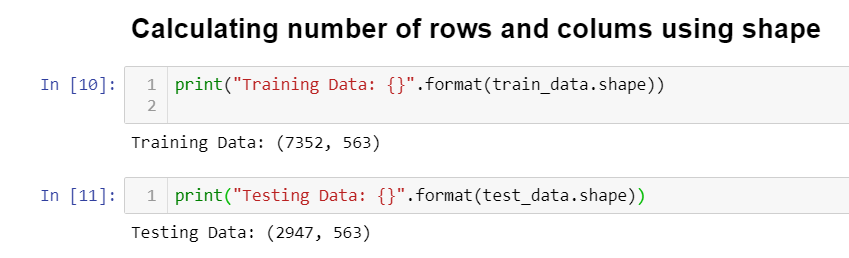 Calculating number of rows and colums using shape
In [10]: 1 print("Training Data: {}".format(train_data.shape))
2
Training Data: (7352, 563)
In [11]: 1 print("Testing Data: {}".format(test_data.shape))
Testing Data: (2947, 563)